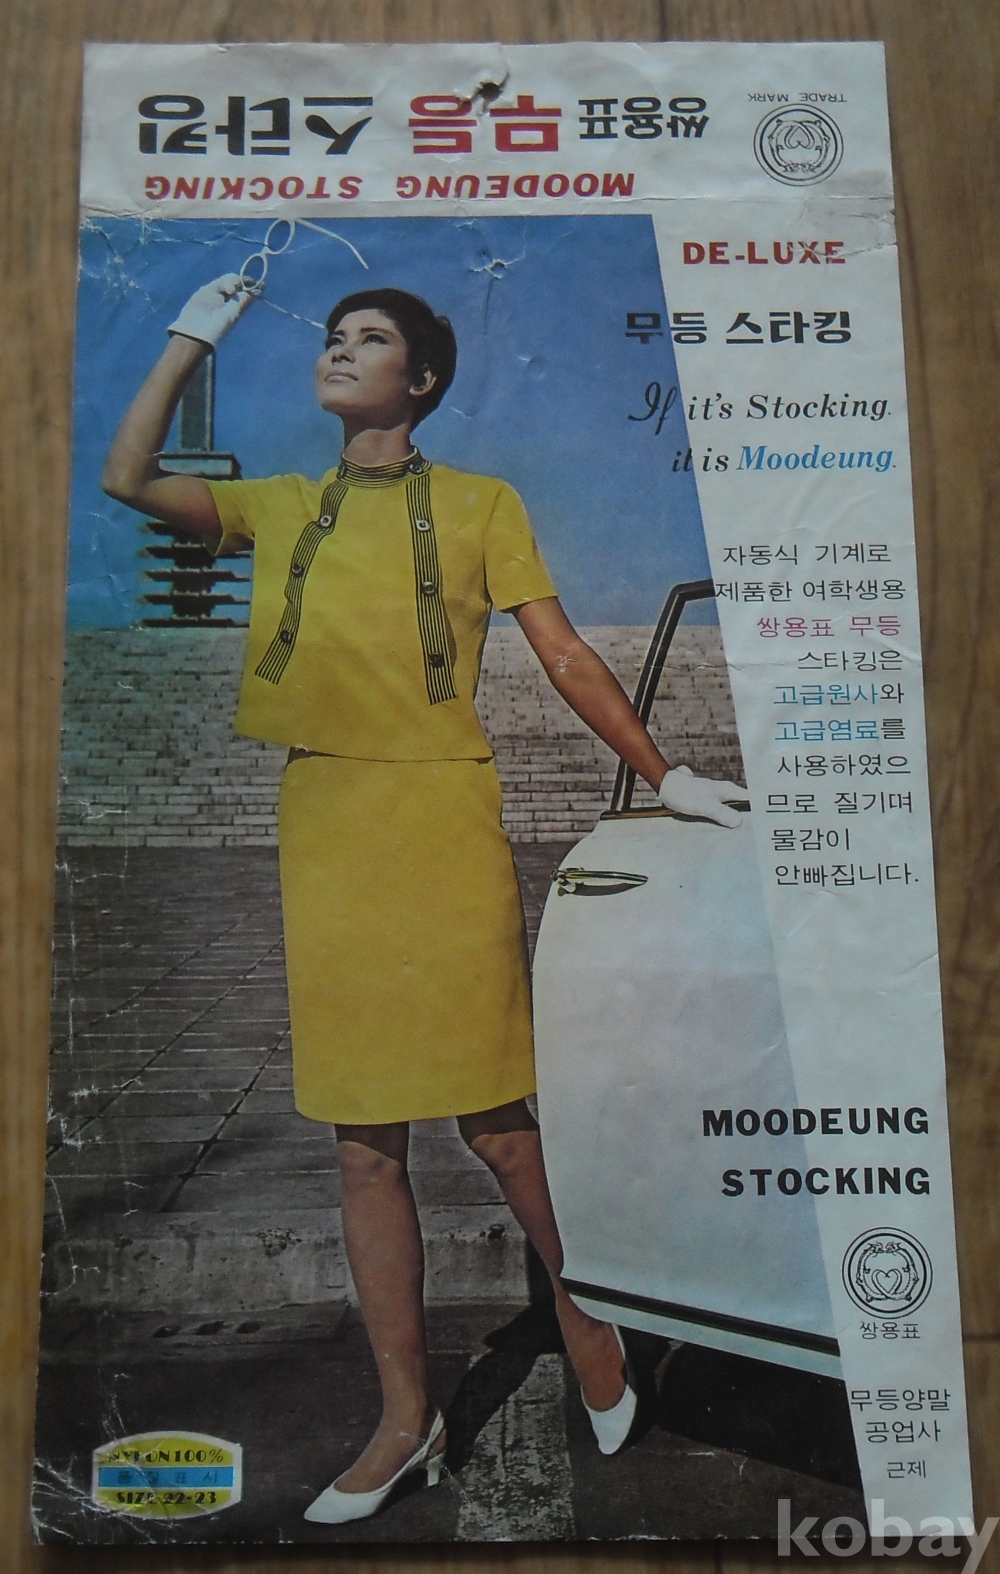 쌍용표 무등 스타킹
TRADE MARK
MOODEUNG STOCKING
DE-LUXE
무등 스타킹
If it's Stocking.
it is Moodeung.
자동식 기계로
제품한 여학생용
쌍용표 무등
스타킹은
고급원사와
고급염료를
사용하였으
므로 질기며
물감이
안빠집니다.
MOODEUNG
STOCKING
쌍용표
무등양말
공업사
근제
NYLON 100%
품질표시
SIZE 22-23
kobay